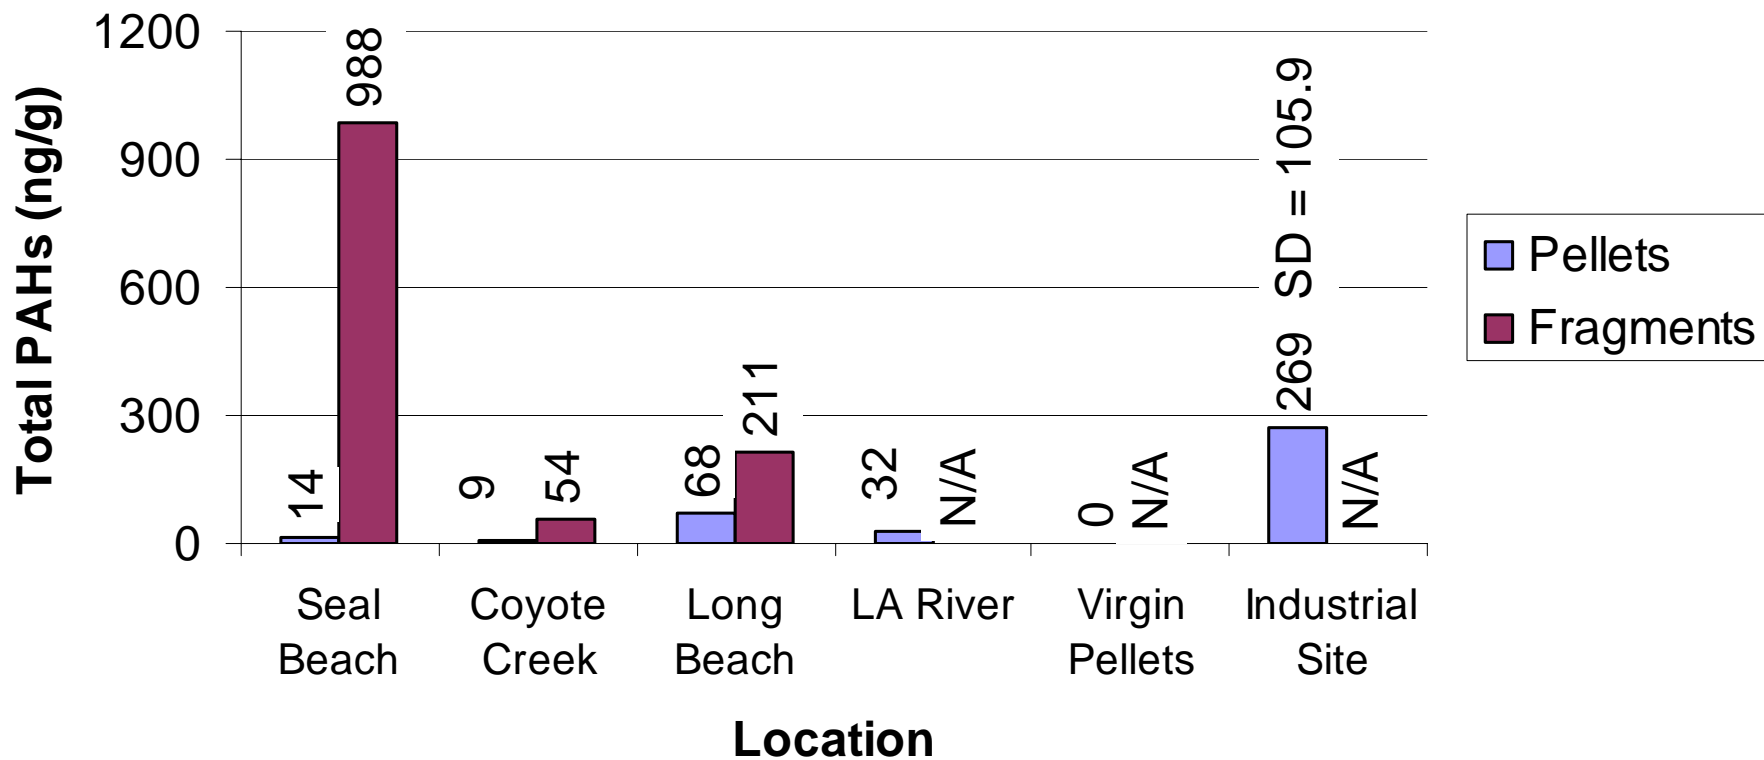 Total PAHs (ng/g)
1200
900
600
300
0
14
988
9
54
68
211
32
N/A
0
N/A
269 SD = 105.9
N/A
Seal
Beach
Coyote
Creek
Long
Beach
LA River
Virgin
Pellets
Industrial
Site
Location
Pellets
Fragments